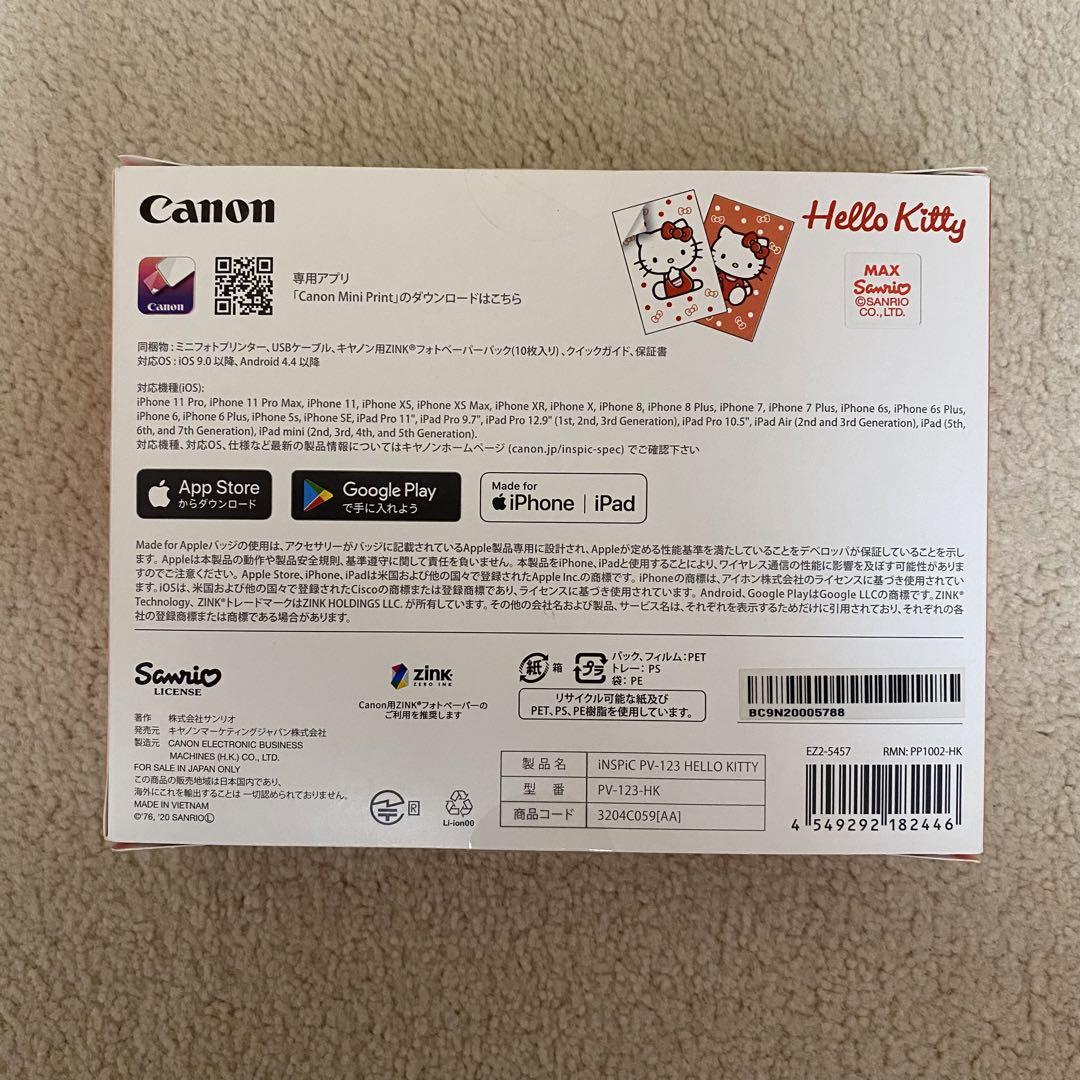 Canon
Hello Kitty
MAX
Sanrio
©SANRIO
CO.,LTD.
Canon
専用アプリ
「Canon Mini Print」のダウンロードはこちら
同梱物：ミニフォトプリンター、USBケーブル、キヤノン用ZINK®フォトペーパーパック(10枚入り)、クイックガイド、保証書
対応OS：iOS 9.0 以降、Android 4.4 以降
対応機種(iOS):
iPhone 11 Pro, iPhone 11 Pro Max, iPhone 11, iPhone XS, iPhone XS Max, iPhone XR, iPhone X, iPhone 8, iPhone 8 Plus, iPhone 7, iPhone 7 Plus, iPhone 6s, iPhone 6s Plus,
iPhone 6, iPhone 6 Plus, iPhone 5s, iPhone SE, iPad Pro 11", iPad Pro 9.7", iPad Pro 12.9" (1st, 2nd, 3rd Generation), iPad Pro 10.5", iPad Air (2nd and 3rd Generation), iPad (5th,
6th, and 7th Generation), iPad mini (2nd, 3rd, 4th, and 5th Generation).
対応機種、対応OS、仕様など最新の製品情報についてはキヤノンホームページ (canon.jp/inspic-spec) でご確認下さい
App Store
からダウンロード
Google Play
で手に入れよう
Made for
iPhone | iPad
Made for Appleバッジの使用は、アクセサリーがバッジに記載されているApple製品専用に設計され、Appleが定める性能基準を満たしていることをデベロッパが保証していることを示し
ます。Appleは本製品の動作や製品安全規則、基準遵守に関して責任を負いません。本製品をiPhone、iPadと使用することにより、ワイヤレス通信の性能に影響を及ぼす可能性がありま
すのでご注意ください。Apple Store、iPhone、iPadは米国および他の国々で登録されたApple Inc.の商標です。iPhoneの商標は、アイホン株式会社のライセンスに基づき使用されてい
ます。iOSは、米国および他の国々で登録されたCiscoの商標または登録商標であり、ライセンスに基づき使用されています。Android、Google PlayはGoogle LLCの商標です。ZINK®
Technology、ZINK®トレードマークはZINK HOLDINGS LLC. が所有しています。その他の会社名および製品、サービス名は、それぞれを表示するためだけに引用されており、それぞれの各
社の登録商標または商標である場合があります。
Sanrio
LICENSE
zink
ZERO INK
Canon用ZINK®フォトペーパーの
ご利用を推奨します
紙 箱
プラ
パック、フィルム：PET
トレー：PS
袋：PE
リサイクル可能な紙及び
PET、PS、PE樹脂を使用しています。
BC9N20005788
著作 株式会社サンリオ
発売元 キヤノンマーケティングジャパン株式会社
製造元 CANON ELECTRONIC BUSINESS
MACHINES (H.K.) CO., LTD.
FOR SALE IN JAPAN ONLY
この商品の販売地域は日本国内であり、
海外にこれを輸出することは 一切認められておりません。
MADE IN VIETNAM
©'76, '20 SANRIOⓁ
R
Li-ion00
製品名 iNSPiC PV-123 HELLO KITTY
型 番 PV-123-HK
商品コード 3204C059[AA]
EZ2-5457 RMN: PP1002-HK
4 549292 182446